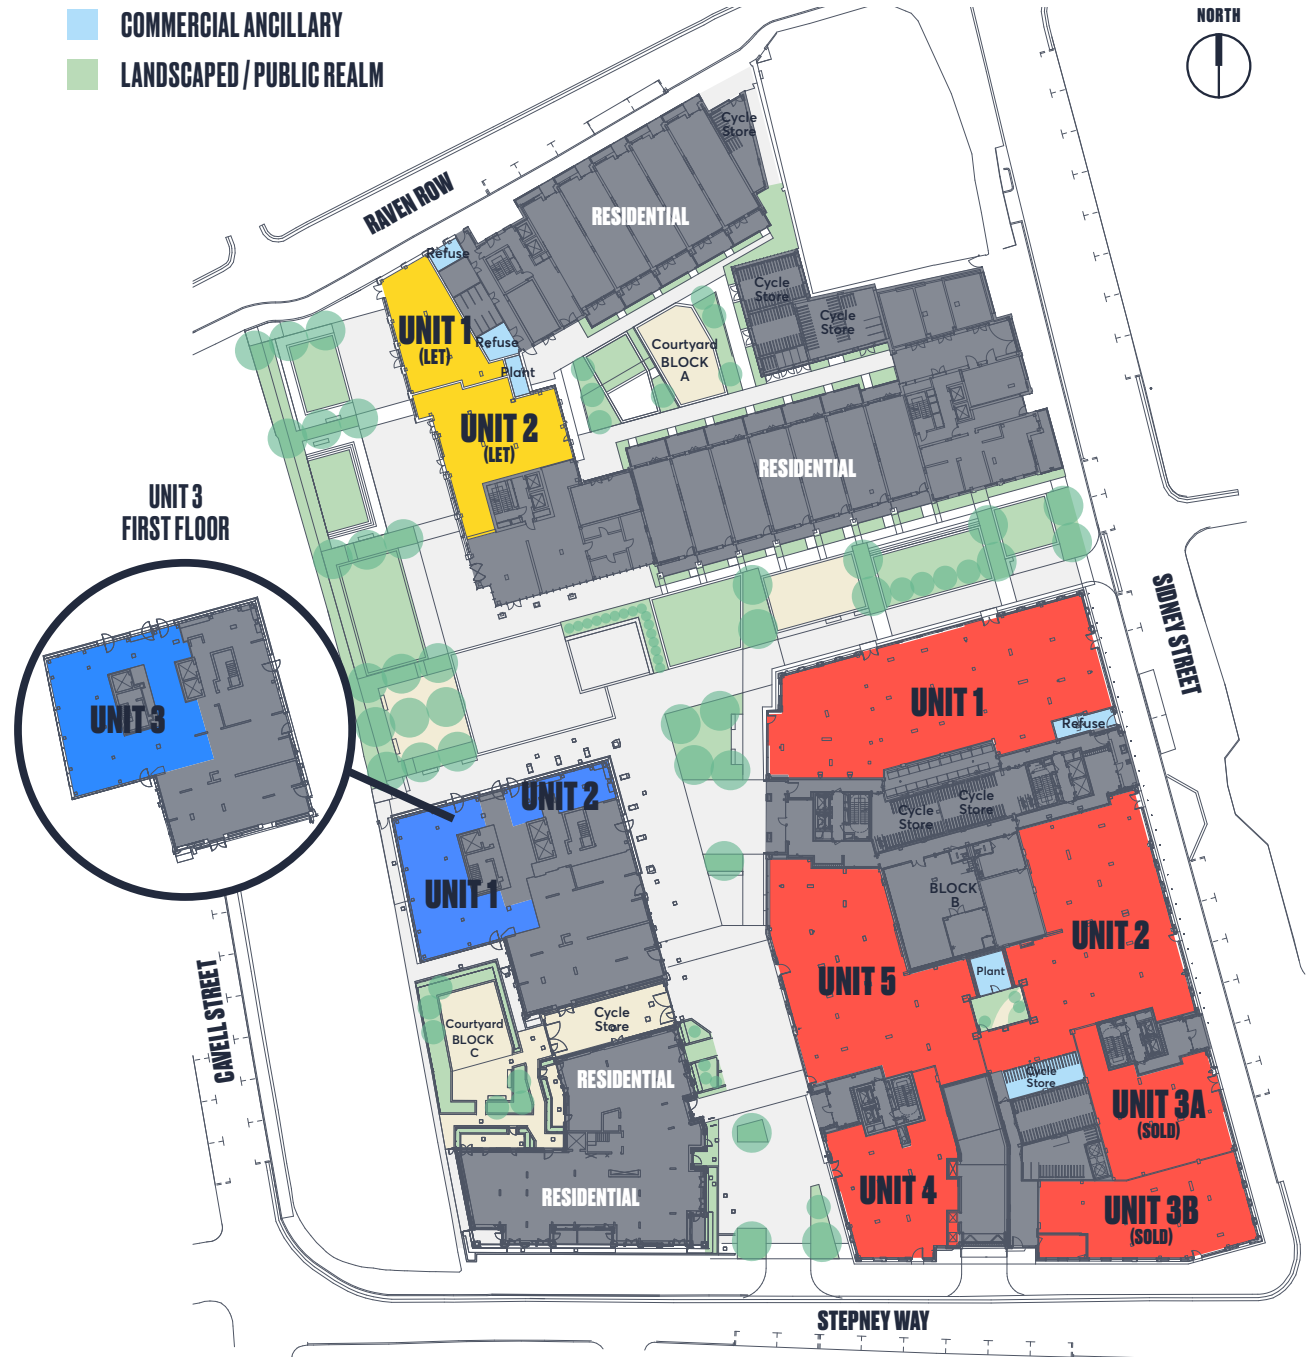 COMMERCIAL ANCILLARY
LANDSCAPED / PUBLIC REALM
NORTH
RAVEN ROW
Cycle
Store
RESIDENTIAL
Refuse
UNIT 1
(LET)
Refuse
Plant
Cycle
Store
Cycle
Store
Courtyard
BLOCK
A
UNIT 2
(LET)
RESIDENTIAL
UNIT 3
FIRST FLOOR
UNIT 3
SIDNEY STREET
UNIT 1
Refuse
UNIT 2
UNIT 1
Cycle
Store
Cycle
Store
BLOCK
B
UNIT 2
UNIT 5
Plant
CAVELL STREET
Courtyard
BLOCK
C
Cycle
Store
RESIDENTIAL
Cycle
Store
UNIT 3A
(SOLD)
RESIDENTIAL
UNIT 4
UNIT 3B
(SOLD)
STEPNEY WAY